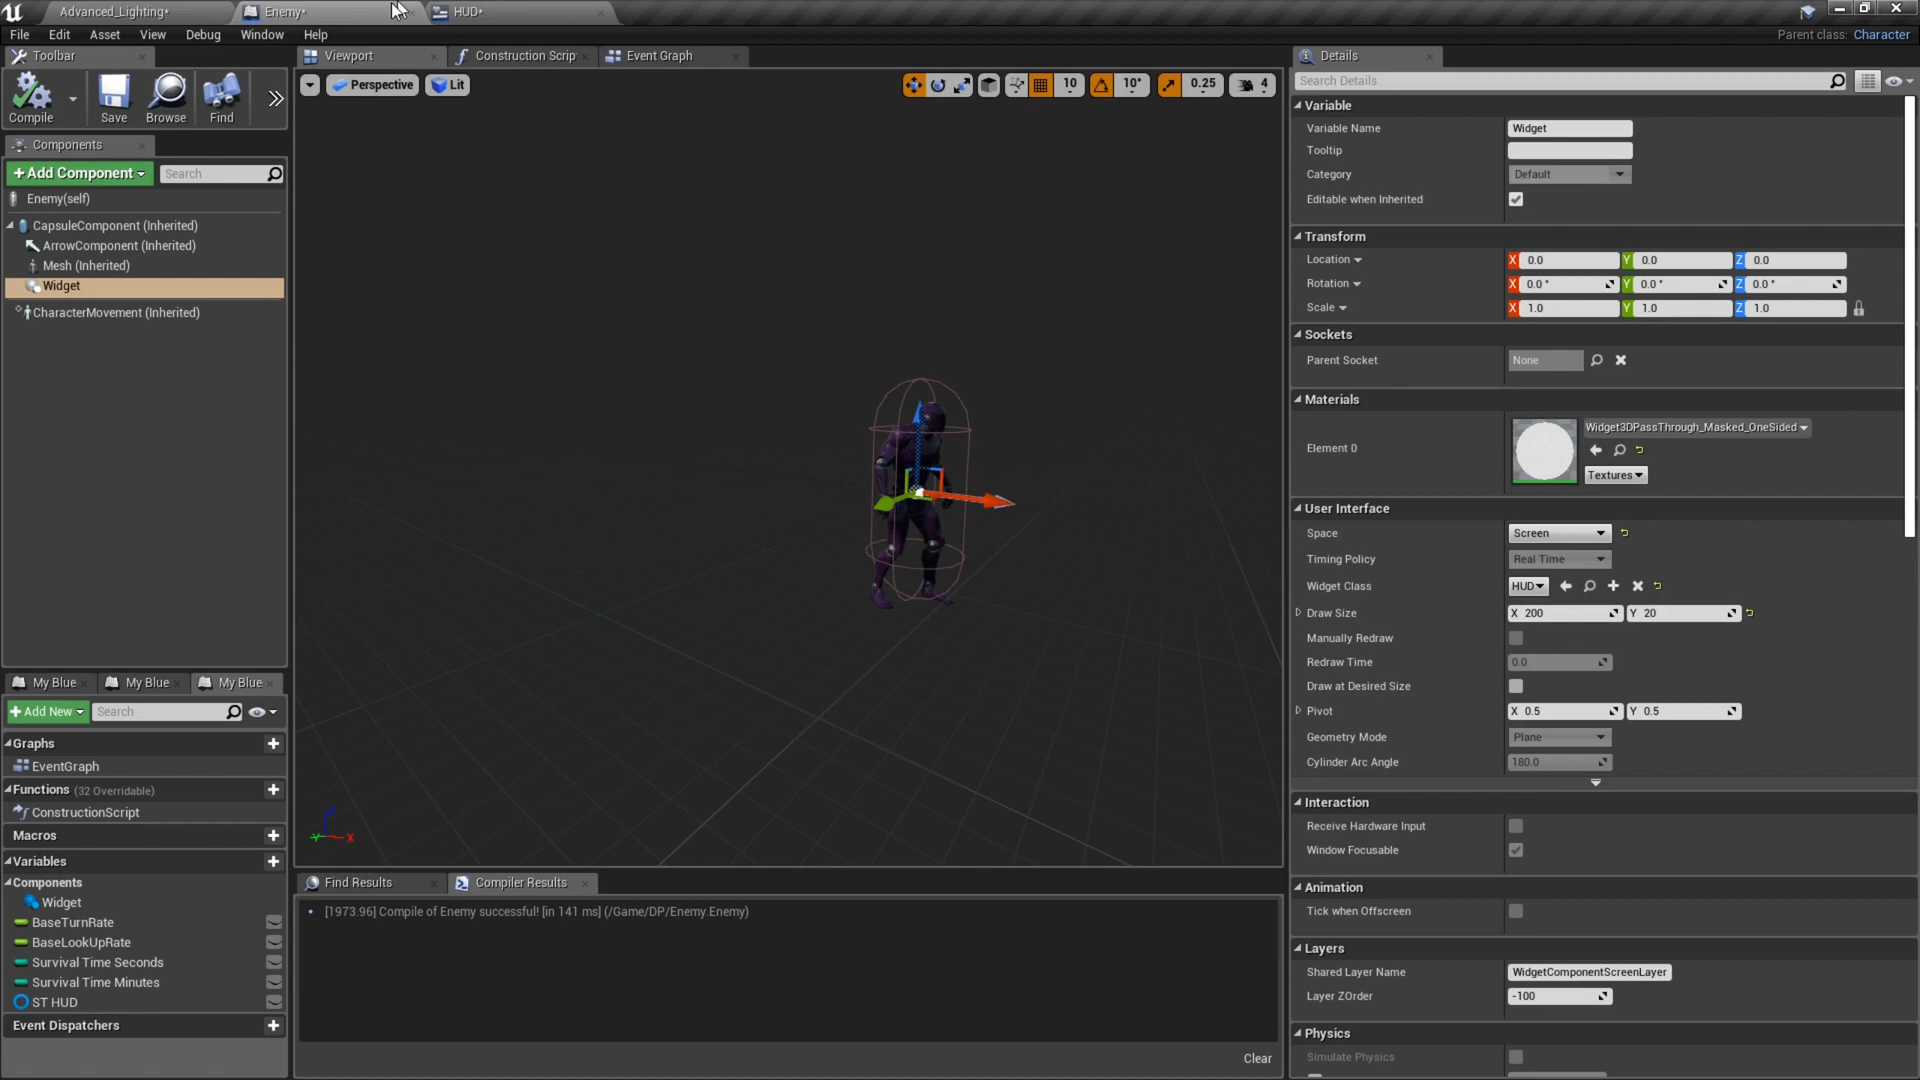 Advanced_Lighting*
Enemy*
HUD*
File Edit Asset View Debug Window Help
Parent class: Character
Toolbar
Viewport
Construction Scrip
Event Graph
Details
Compile
Save
Browse
Find
Perspective
Lit
10
10°
0.25
4
Search Details
Components
+Add Component
Search
Enemy(self)
CapsuleComponent (Inherited)
ArrowComponent (Inherited)
Mesh (Inherited)
Widget
CharacterMovement (Inherited)
Variable
Variable Name Widget
Tooltip
Category Default
Editable when Inherited
Transform
Location X 0.0 Y 0.0 Z 0.0
Rotation X 0.0 ° Y 0.0 ° Z 0.0 °
Scale X 1.0 Y 1.0 Z 1.0
Sockets
Parent Socket None
Materials
Element 0
Widget3DPassThrough_Masked_OneSided
Textures
User Interface
Space Screen
Timing Policy Real Time
Widget Class HUD
Draw Size X 200 Y 20
Manually Redraw
Redraw Time 0.0
Draw at Desired Size
Pivot X 0.5 Y 0.5
Geometry Mode Plane
Cylinder Arc Angle 180.0
Interaction
Receive Hardware Input
Window Focusable
Animation
Tick when Offscreen
Layers
Shared Layer Name WidgetComponentScreenLayer
Layer ZOrder -100
Physics
Simulate Physics
My Blue My Blue My Blue
+Add New
Search
Graphs
EventGraph
Functions (32 Overridable)
ConstructionScript
Macros
Variables
Components
Widget
BaseTurnRate
BaseLookUpRate
Survival Time Seconds
Survival Time Minutes
ST HUD
Event Dispatchers
X
Find Results
Compiler Results
[1973.96] Compile of Enemy successful! [in 141 ms] (/Game/DP/Enemy.Enemy)
Clear